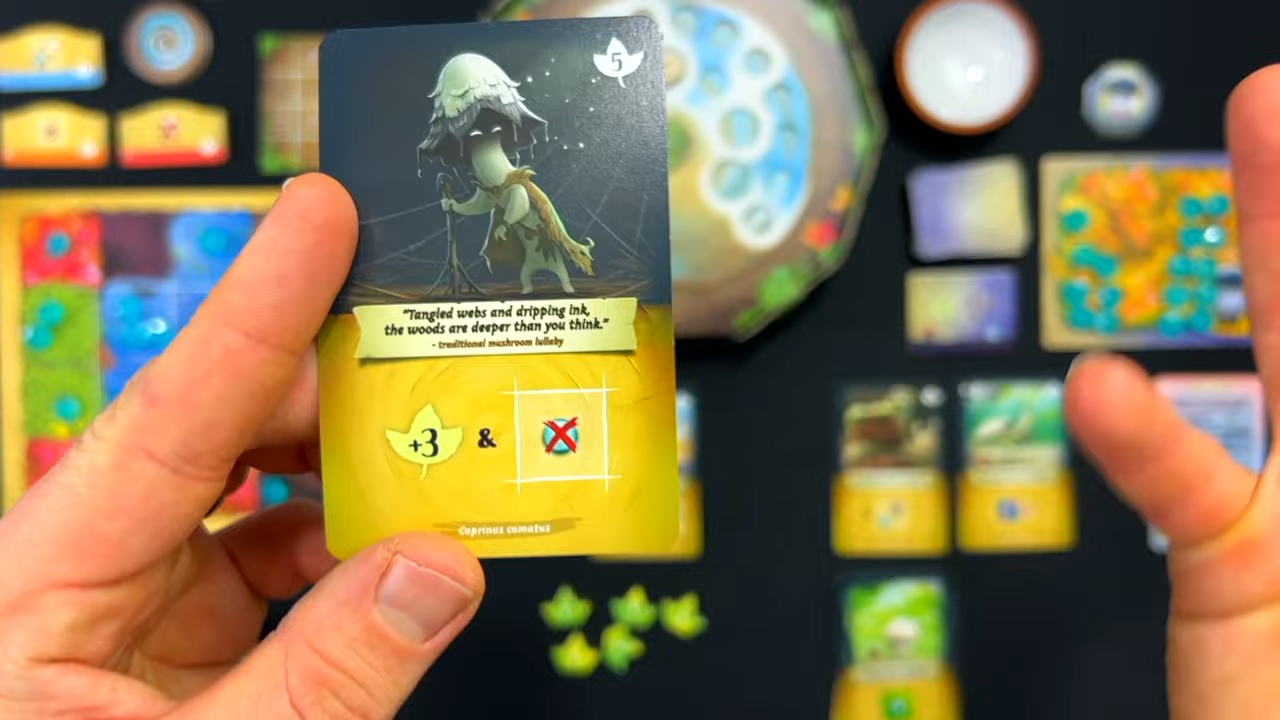 5
"Tangled webs and dripping ink,
the woods are deeper than you think."
- traditional mushroom lullaby
+3 &
Coprinus comatus